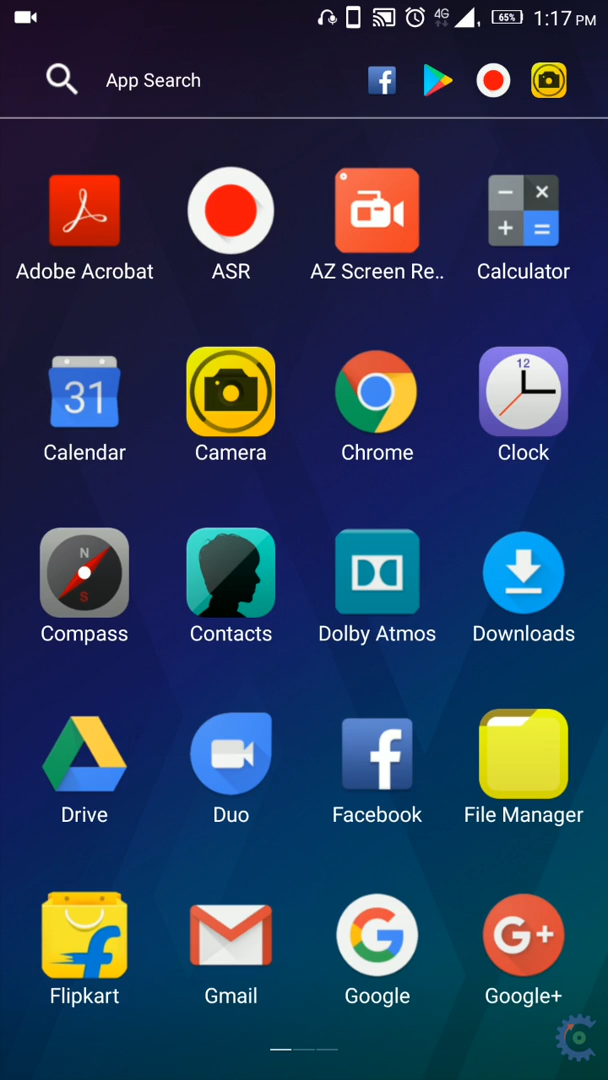 4G 1 65% 1:17 PM
App Search
Adobe Acrobat ASR AZ Screen Re.. Calculator
31 12
Calendar Camera Chrome Clock
N
S
Compass Contacts Dolby Atmos Downloads
Drive Duo Facebook File Manager
G G+
Flipkart Gmail Google Google+